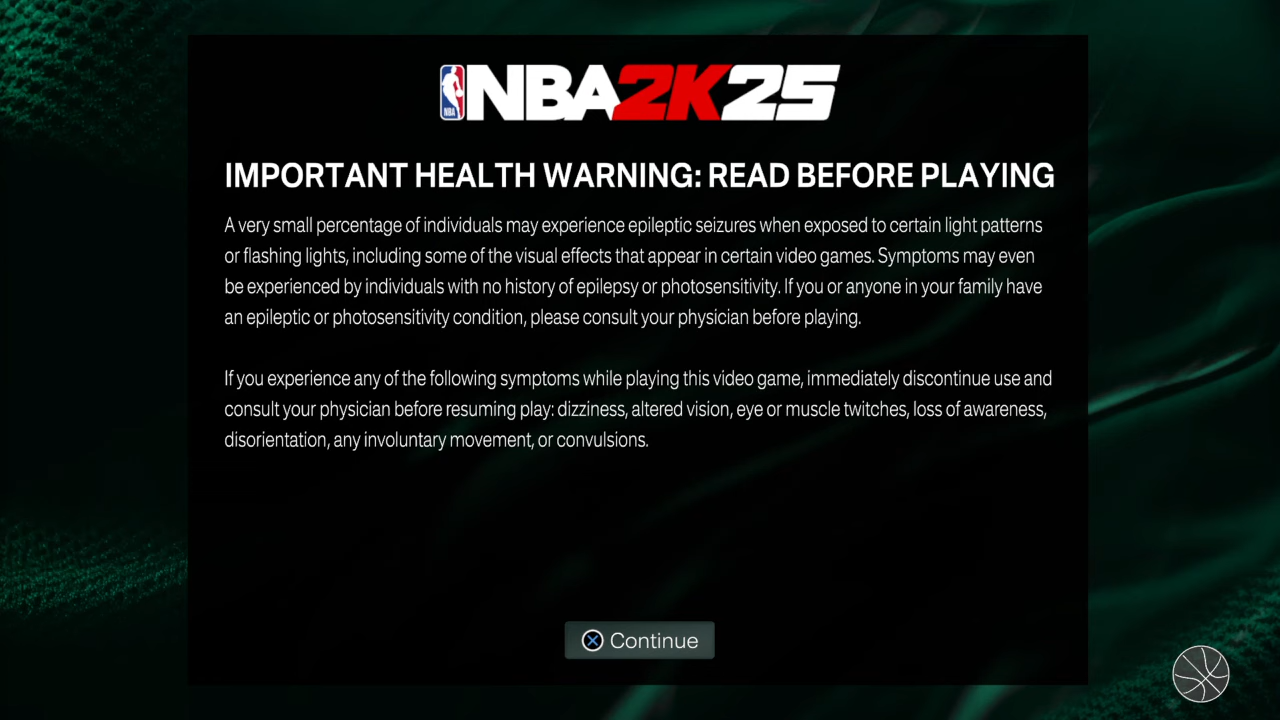 NBA NBA2K25
IMPORTANT HEALTH WARNING: READ BEFORE PLAYING
A very small percentage of individuals may experience epileptic seizures when exposed to certain light patterns
or flashing lights, including some of the visual effects that appear in certain video games. Symptoms may even
be experienced by individuals with no history of epilepsy or photosensitivity. If you or anyone in your family have
an epileptic or photosensitivity condition, please consult your physician before playing.
If you experience any of the following symptoms while playing this video game, immediately discontinue use and
consult your physician before resuming play: dizziness, altered vision, eye or muscle twitches, loss of awareness,
disorientation, any involuntary movement, or convulsions.
Continue